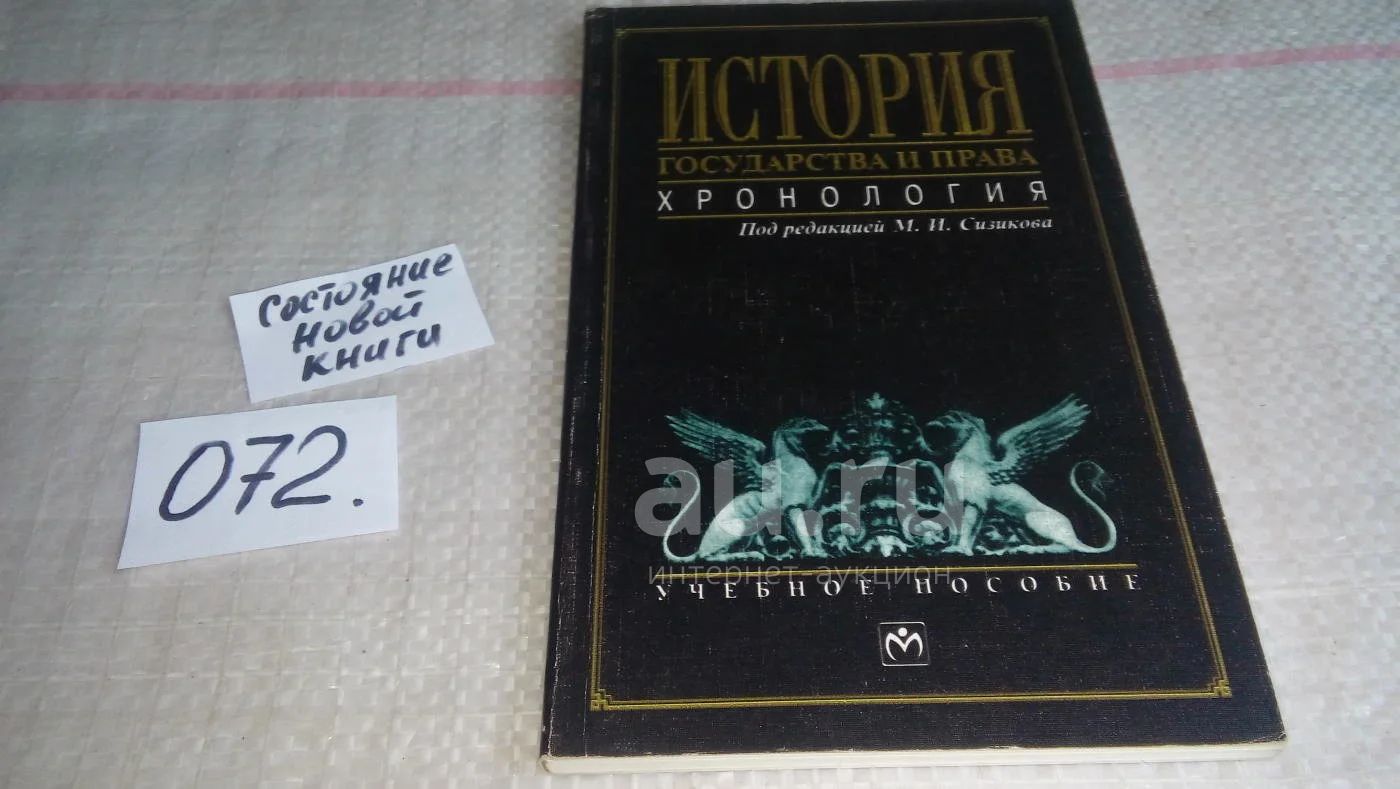 ИСТОРИЯ
ГОСУДАРСТВА И ПРАВА
ХРОНОЛОГИЯ
Под редакцией М. И. Сизикова
состояние
новой
книги
072.
au.ru
интернет аукцион
УЧЕБНОЕ ПОСОБИЕ